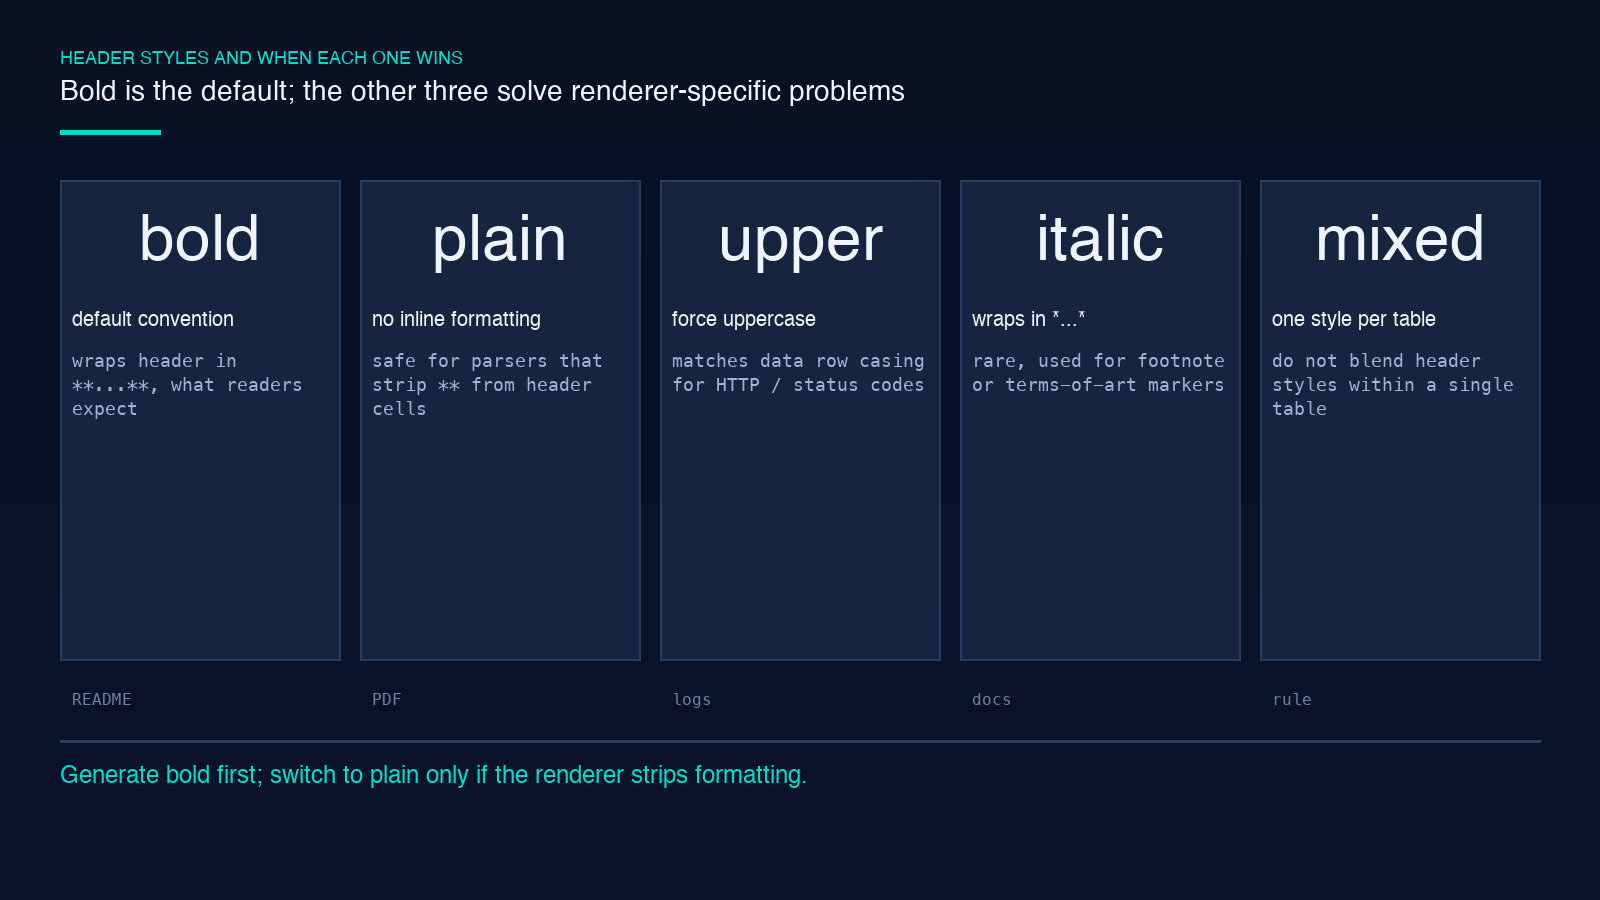 HEADER STYLES AND WHEN EACH ONE WINS
Bold is the default; the other three solve renderer-specific problems
bold
default convention
wraps header in
**...**, what readers
expect
README
plain
no inline formatting
safe for parsers that
strip ** from header
cells
PDF
upper
force uppercase
matches data row casing
for HTTP / status codes
logs
italic
wraps in *...*
rare, used for footnote
or terms-of-art markers
docs
mixed
one style per table
do not blend header
styles within a single
table
rule
Generate bold first; switch to plain only if the renderer strips formatting.